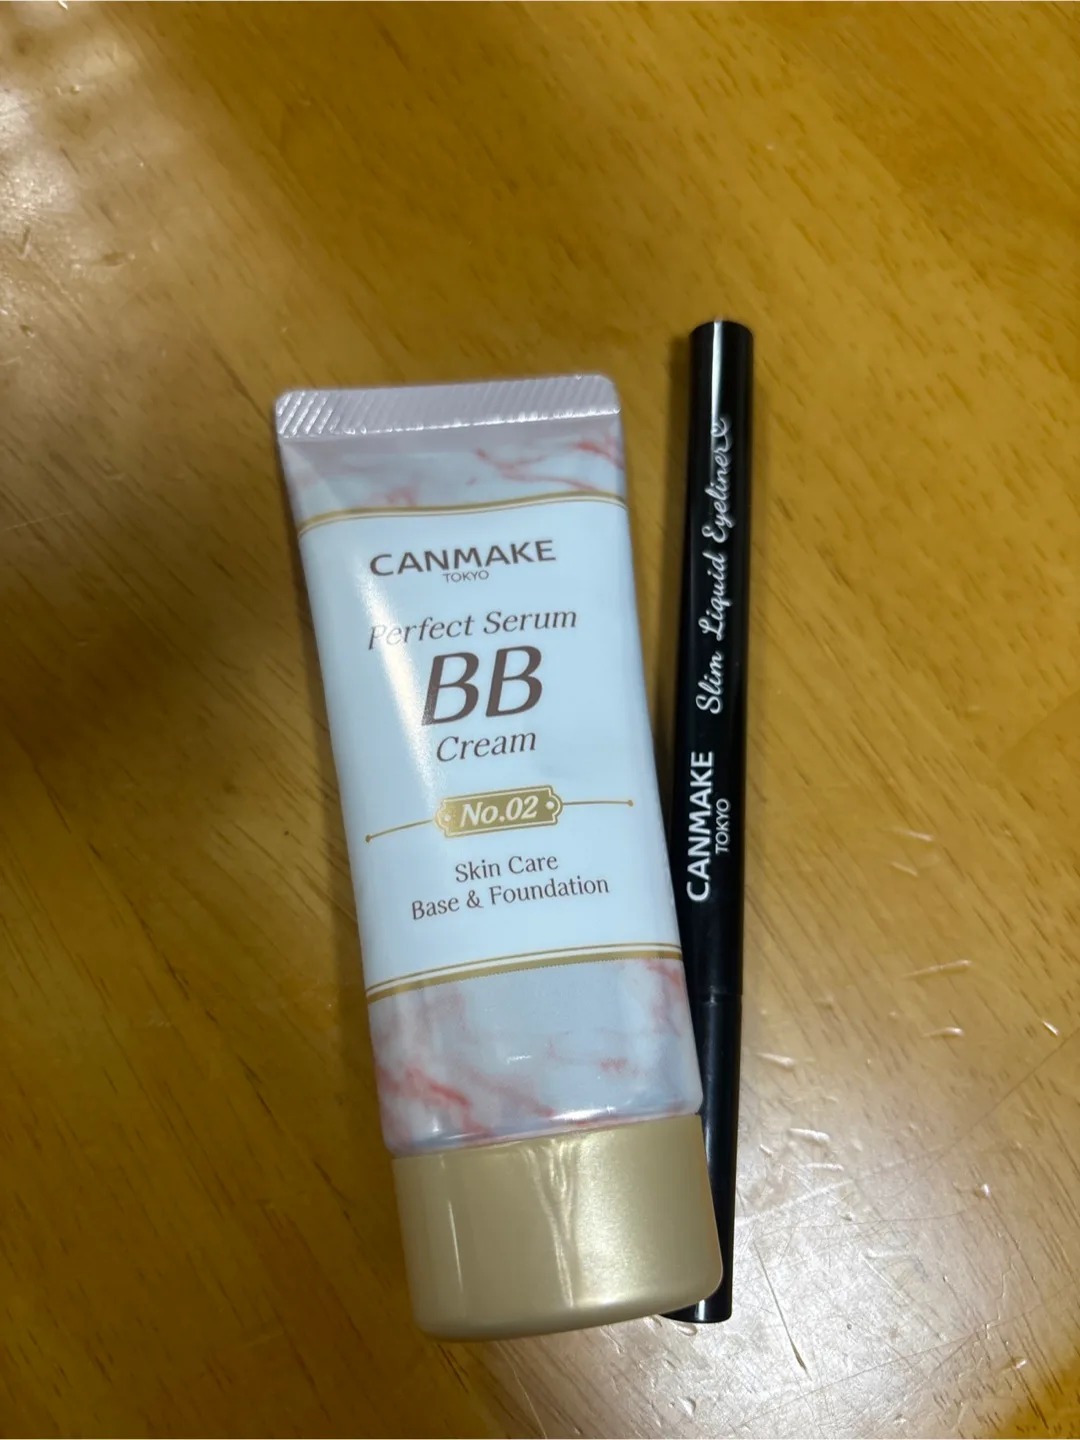 CANMAKE
TOKYO
Perfect Serum
BB
Cream
No.02
Skin Care
Base & Foundation
CANMAKE
TOKYO
Slim Liquid Eyeliner